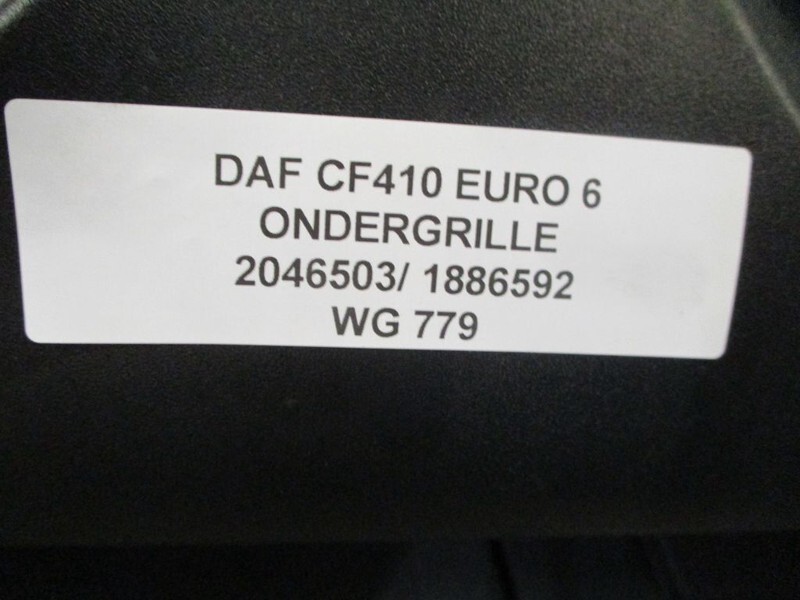 DAF CF410 EURO 6
ONDERGRILLE
2046503/ 1886592
WG 779